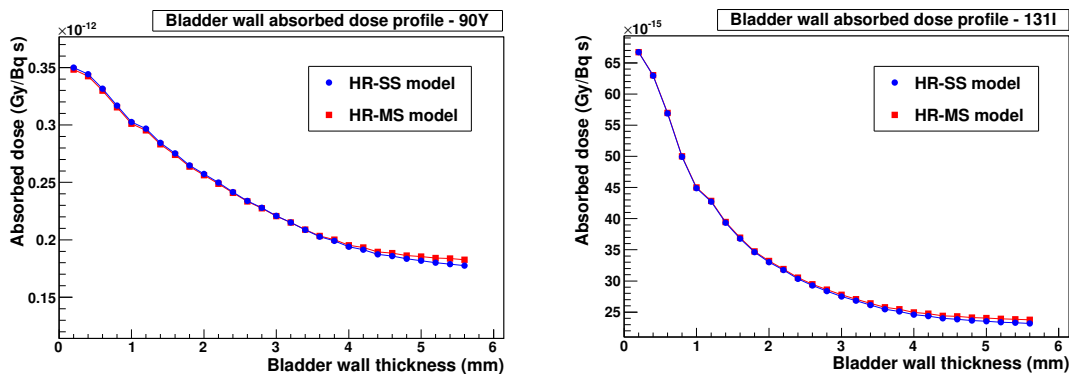 Bladder wall absorbed dose profile - 90Y
×10⁻¹²
Absorbed dose (Gy/Bq s)
0.35
0.3
0.25
0.2
0.15
HR-SS model
HR-MS model
0 1 2 3 4 5 6
Bladder wall thickness (mm)
Bladder wall absorbed dose profile - 131I
×10⁻¹⁵
Absorbed dose (Gy/Bq s)
65
60
55
50
45
40
35
30
25
HR-SS model
HR-MS model
0 1 2 3 4 5 6
Bladder wall thickness (mm)